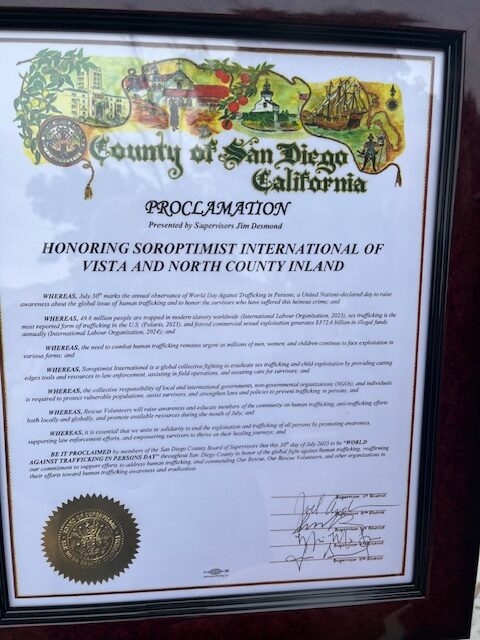 County of San Diego
California
PROCLAMATION
Presented by Supervisors Jim Desmond
HONORING SOROPTIMIST INTERNATIONAL OF
VISTA AND NORTH COUNTY INLAND
WHEREAS, July 30th marks the annual observance of World Day Against Trafficking in Persons, a United Nations-declared day to raise
awareness about the global issue of human trafficking and to honor the survivors who have suffered this heinous crime; and
WHEREAS, 49.6 million people are trapped in modern slavery worldwide (International Labour Organization, 2023), sex trafficking is the
most reported form of trafficking in the U.S. (Polaris, 2023), and forced commercial sexual exploitation generates $172.6 billion in illegal funds
annually (International Labour Organization, 2024); and
WHEREAS, the need to combat human trafficking remains urgent as millions of men, women, and children continue to face exploitation in
various forms; and
WHEREAS, Soroptimist International is a global collective fighting to eradicate sex trafficking and child exploitation by providing cutting
edges tools and resources to law enforcement, assisting in field operations, and ensuring care for survivors; and
WHEREAS, the collective responsibility of local and international governments, non-governmental organizations (NGOs), and individuals
is required to protect vulnerable populations, assist survivors, and strengthen laws and policies to prevent trafficking in persons; and
WHEREAS, Rescue Volunteers will raise awareness and educate members of the community on human trafficking, anti-trafficking efforts
both locally and globally, and promote available resources during the month of July; and
WHEREAS, it is essential that we unite in solidarity to end the exploitation and trafficking of all persons by promoting awareness,
supporting law enforcement efforts, and empowering survivors to thrive on their healing journeys; and
BE IT PROCLAIMED by members of the San Diego County Board of Supervisors that this 30th day of July 2025 to be "WORLD
AGAINST TRAFFICKING IN PERSONS DAY" throughout San Diego County in honor of the global fight against human trafficking, reaffirming
our commitment to support efforts to address human trafficking, and commending Our Rescue, Our Rescue Volunteers, and other organizations in
their efforts toward human trafficking awareness and eradication.
Supervisor 1st District
Supervisor District
Supervisor District
Supervisor District
Supervisor 5th District